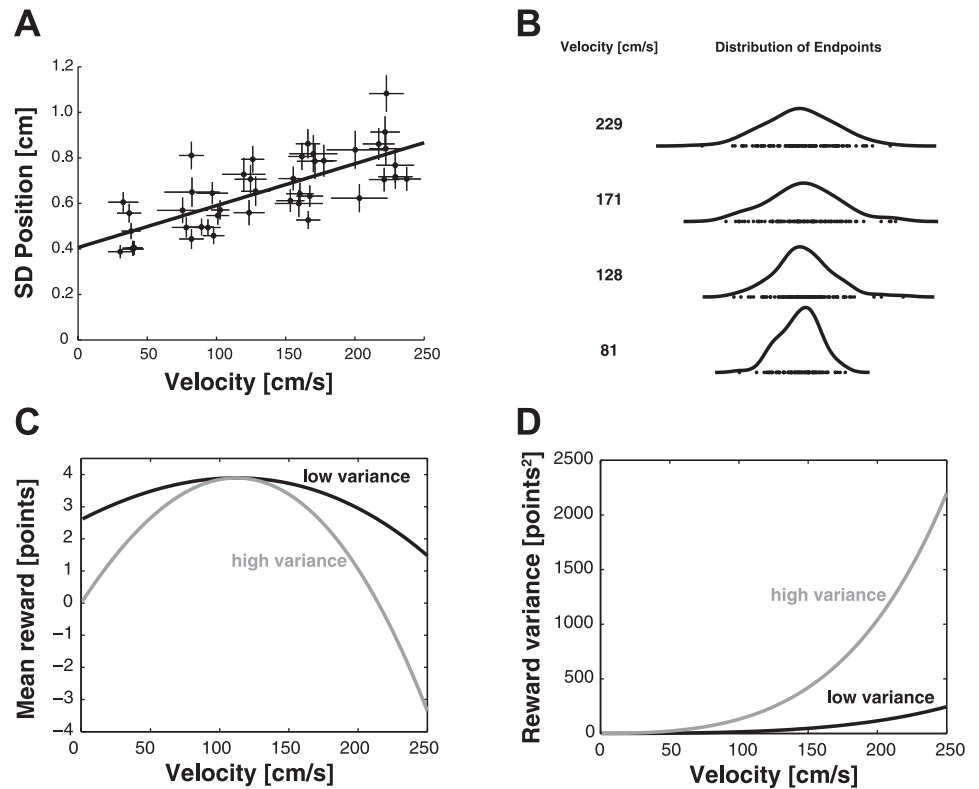 A
SD Position [cm]
1.2
1.0
0.8
0.6
0.4
0.2
0
0 50 100 150 200 250
Velocity [cm/s]
B
Velocity [cm/s] Distribution of Endpoints
229
171
128
81
C
Mean reward [points]
4
3
2
1
0
−1
−2
−3
−4
low variance
high variance
0 50 100 150 200 250
Velocity [cm/s]
D
Reward variance [points²]
2500
2000
1500
1000
500
0
high variance
low variance
0 50 100 150 200 250
Velocity [cm/s]